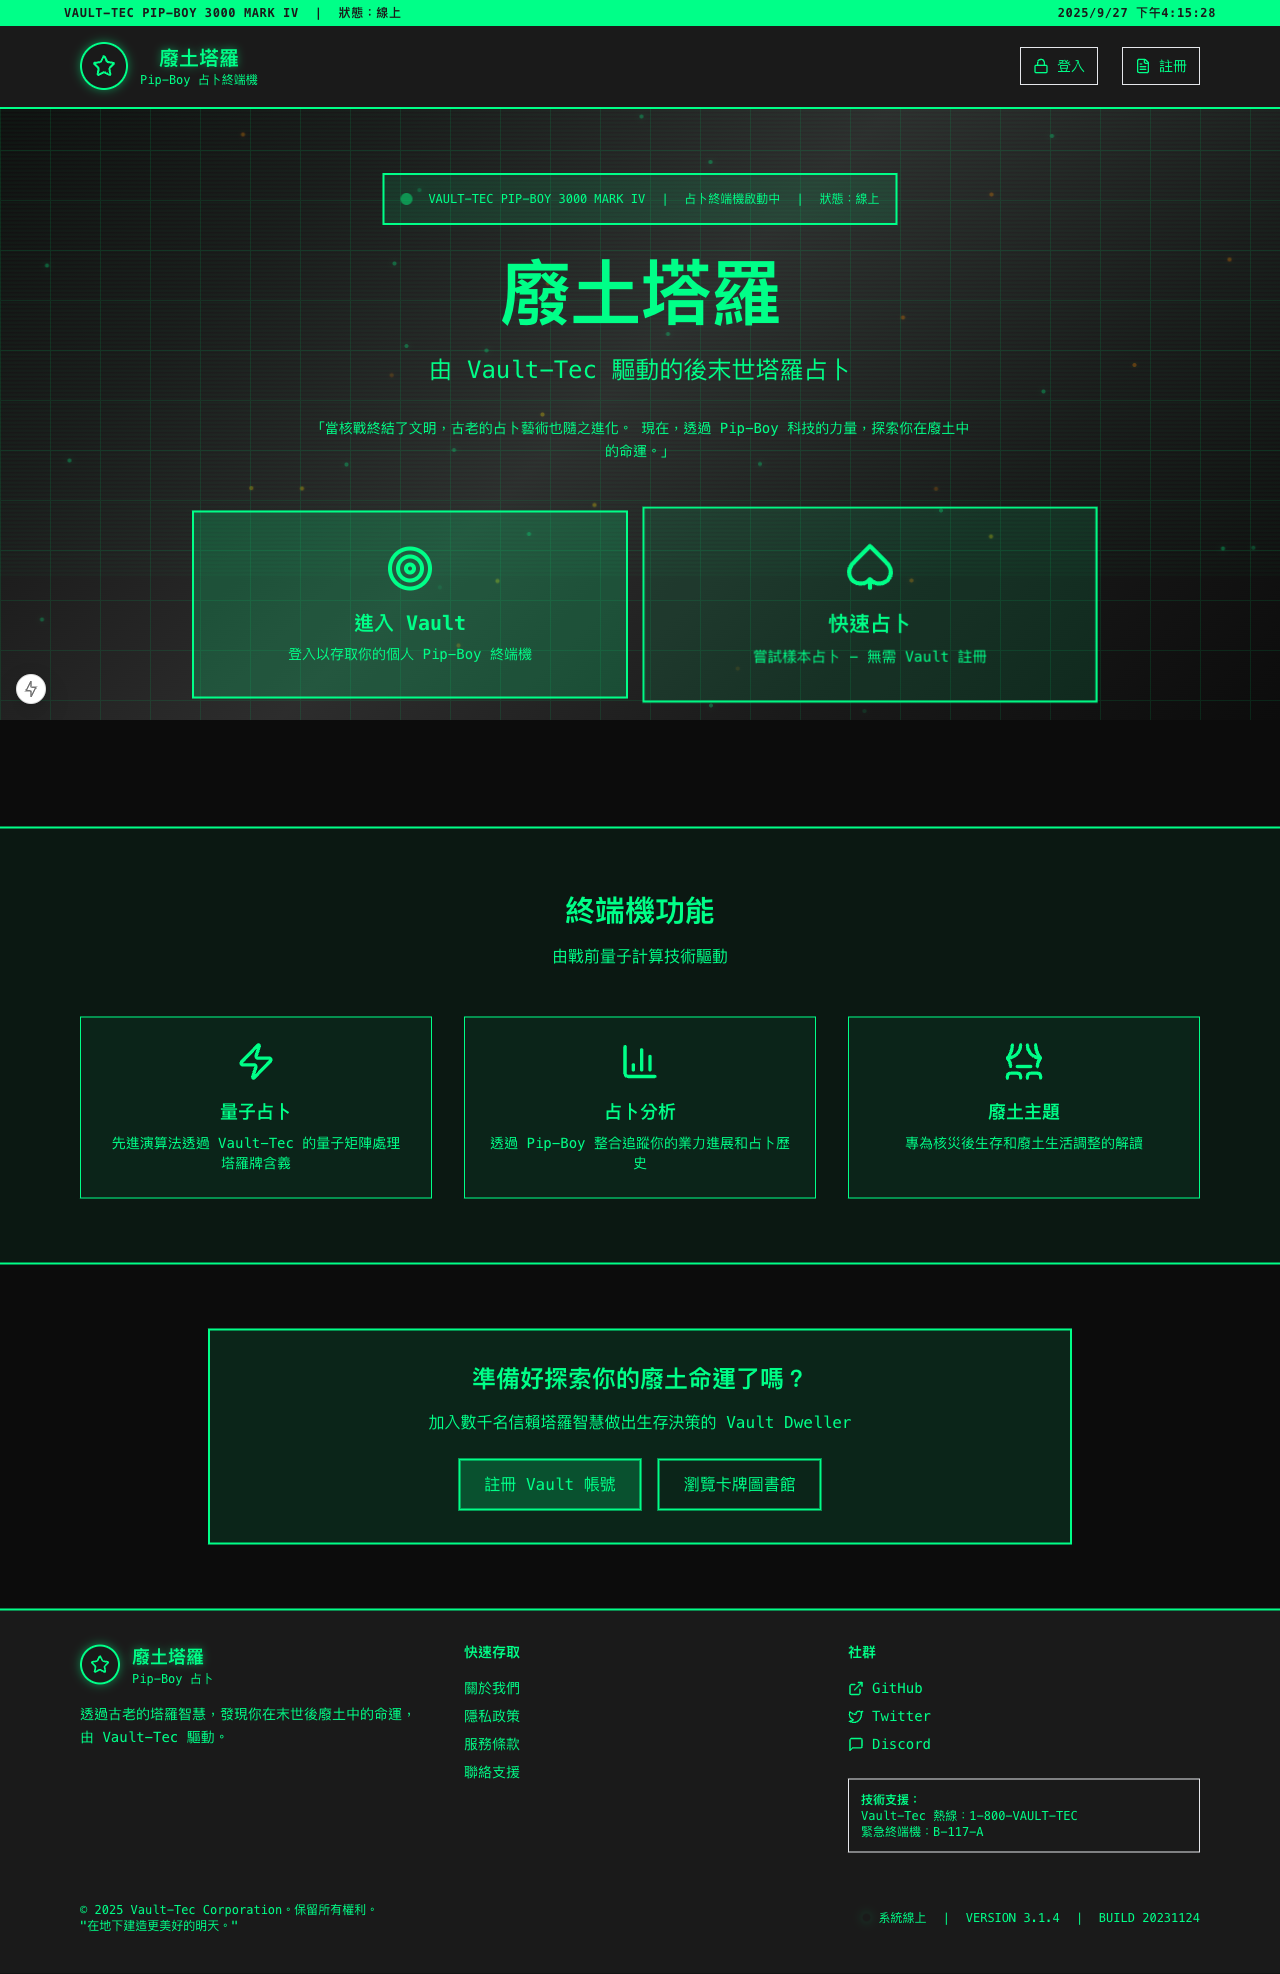 VAULT-TEC PIP-BOY 3000 MARK IV | 狀態：線上
2025/9/27 下午4:15:28
廢土塔羅
Pip-Boy 占卜終端機
登入
註冊
VAULT-TEC PIP-BOY 3000 MARK IV | 占卜終端機啟動中 | 狀態：線上
廢土塔羅
由 Vault-Tec 驅動的後末世塔羅占卜
「當核戰終結了文明，古老的占卜藝術也隨之進化。 現在，透過 Pip-Boy 科技的力量，探索你在廢土中
的命運。」
進入 Vault
登入以存取你的個人 Pip-Boy 終端機
快速占卜
嘗試樣本占卜 - 無需 Vault 註冊
終端機功能
由戰前量子計算技術驅動
量子占卜
先進演算法透過 Vault-Tec 的量子矩陣處理
塔羅牌含義
占卜分析
透過 Pip-Boy 整合追蹤你的業力進展和占卜歷
史
廢土主題
專為核災後生存和廢土生活調整的解讀
準備好探索你的廢土命運了嗎？
加入數千名信賴塔羅智慧做出生存決策的 Vault Dweller
註冊 Vault 帳號
瀏覽卡牌圖書館
廢土塔羅
Pip-Boy 占卜
透過古老的塔羅智慧，發現你在末世後廢土中的命運，
由 Vault-Tec 驅動。
快速存取
關於我們
隱私政策
服務條款
聯絡支援
社群
GitHub
Twitter
Discord
技術支援：
Vault-Tec 熱線：1-800-VAULT-TEC
緊急終端機：B-117-A
© 2025 Vault-Tec Corporation。保留所有權利。
"在地下建造更美好的明天。"
系統線上 | VERSION 3.1.4 | BUILD 20231124